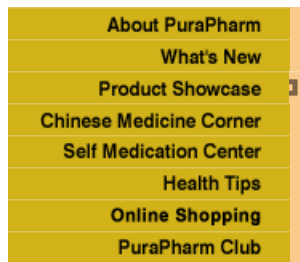 About PuraPharm
What's New
Product Showcase
Chinese Medicine Corner
Self Medication Center
Health Tips
Online Shopping
PuraPharm Club